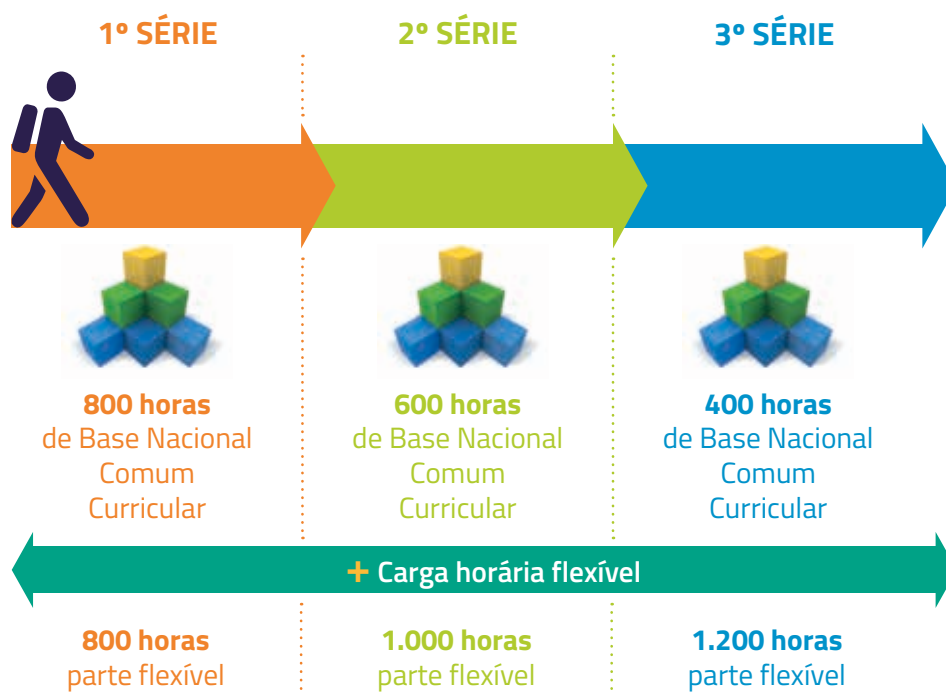 1º SÉRIE
2º SÉRIE
3º SÉRIE
800 horas
de Base Nacional
Comum
Curricular
600 horas
de Base Nacional
Comum
Curricular
400 horas
de Base Nacional
Comum
Curricular
+ Carga horária flexível
800 horas
parte flexível
1.000 horas
parte flexível
1.200 horas
parte flexível